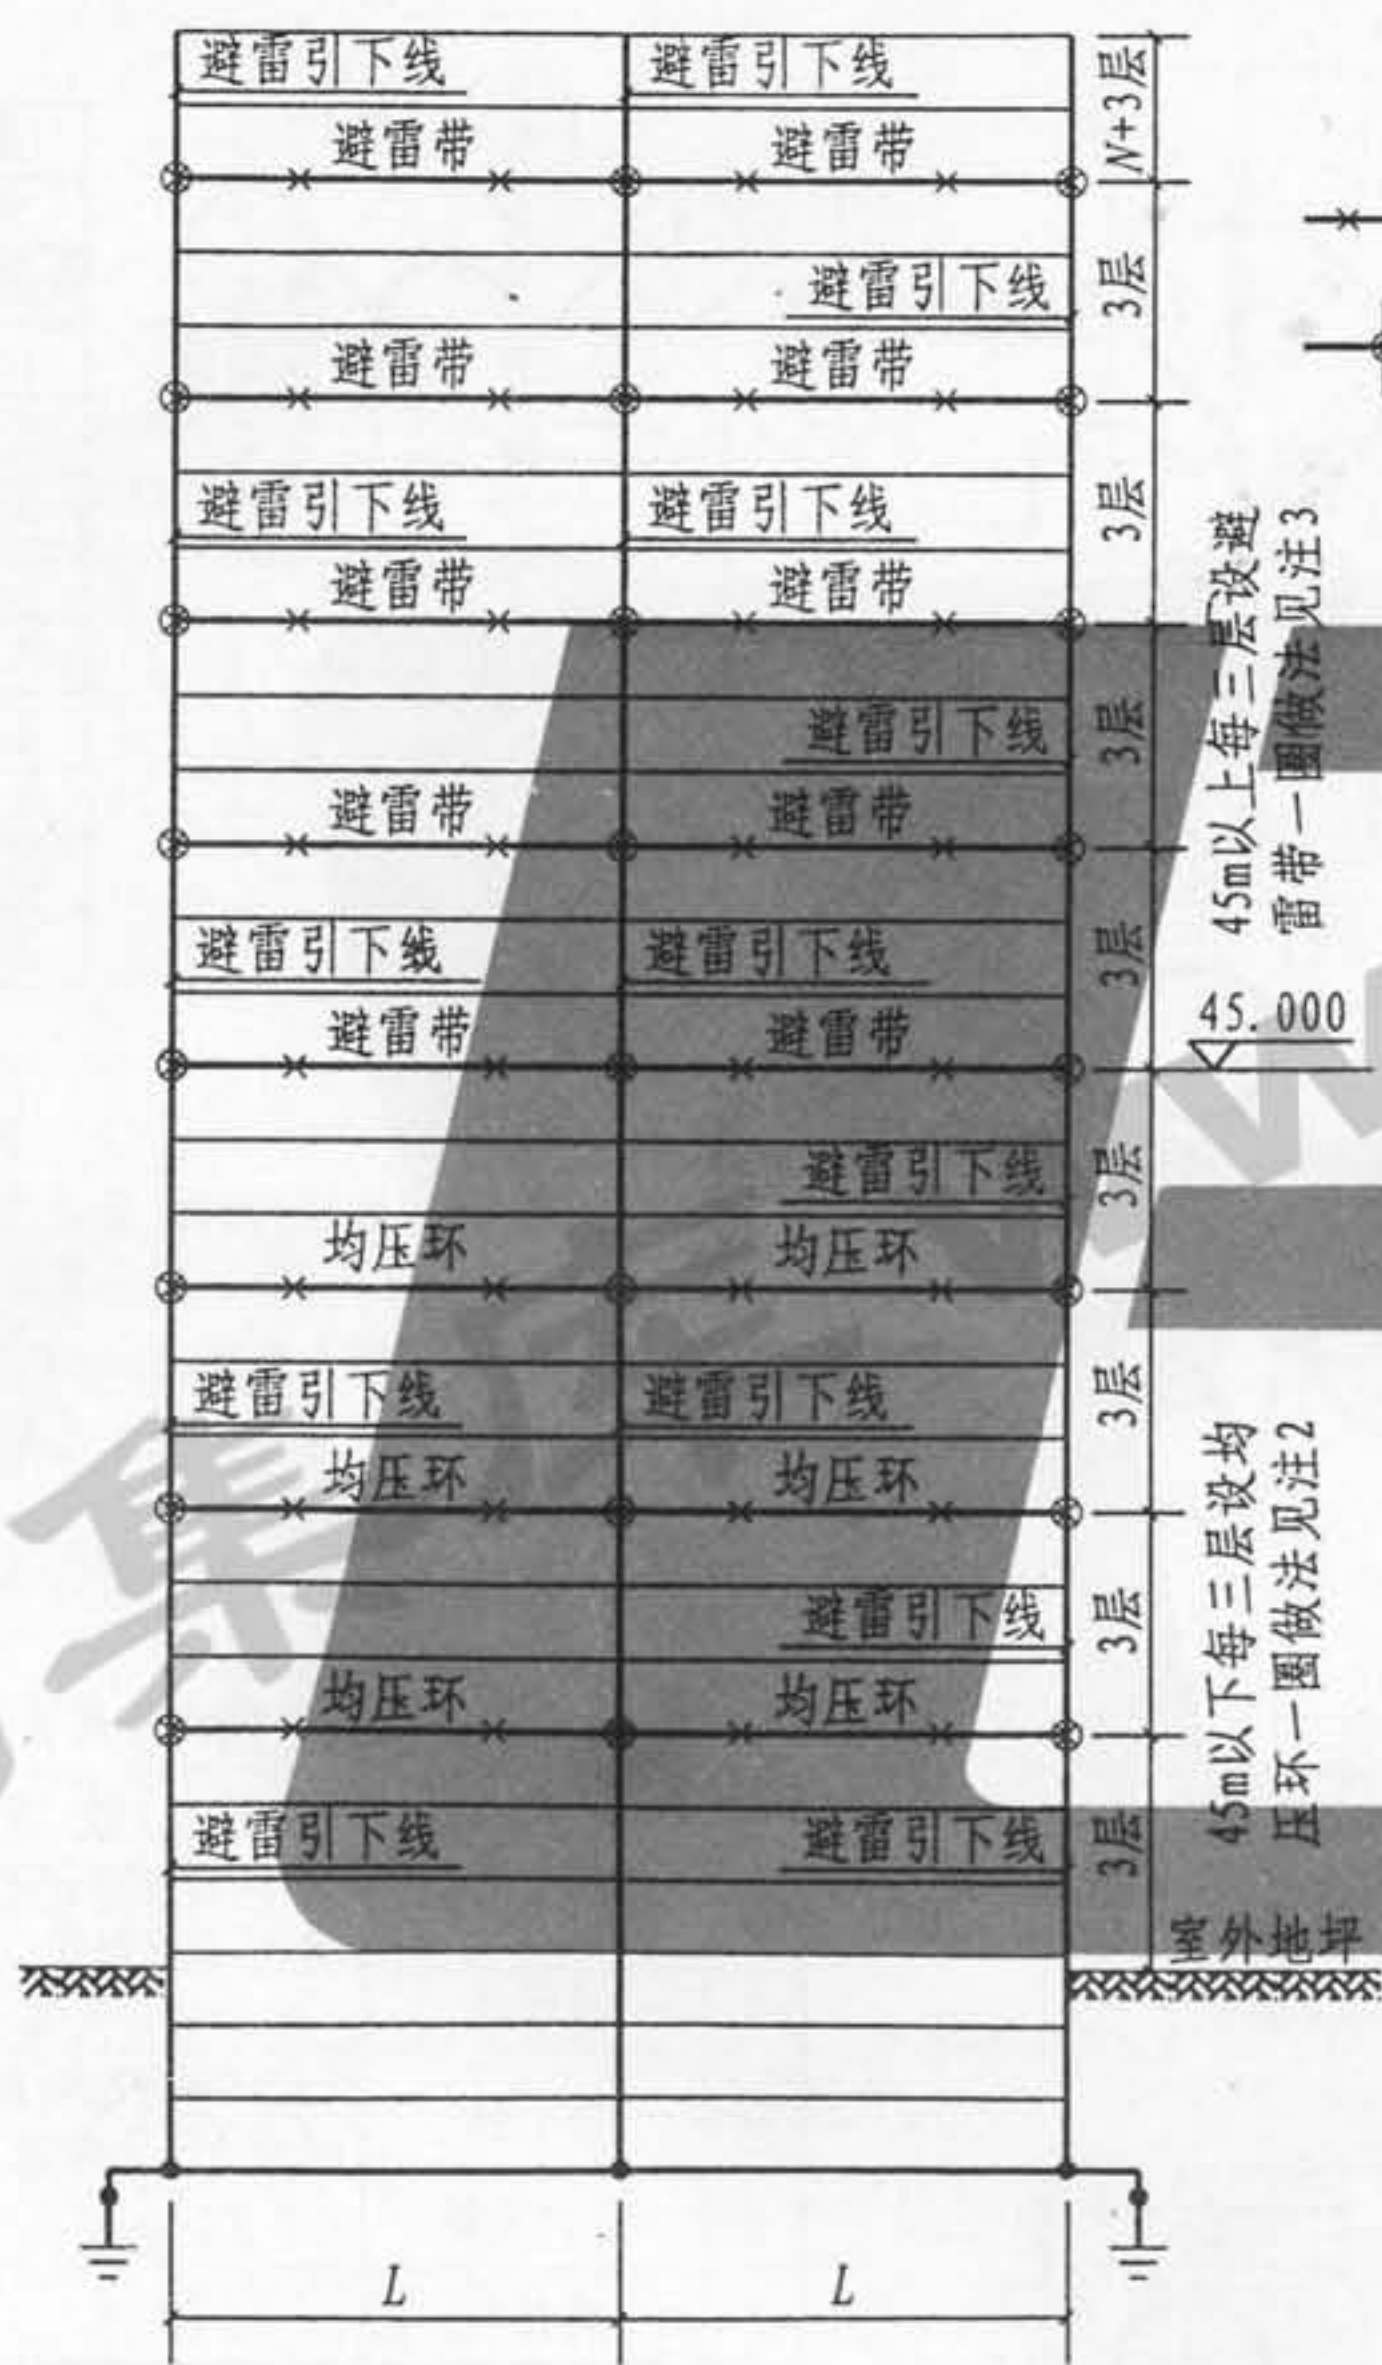 避雷引下线 避雷引下线
N+3层
避雷带 避雷带
避雷引下线
3层
避雷带 避雷带
避雷引下线 避雷引下线
3层
避雷带 避雷带
避雷引下线
3层
避雷带 避雷带
避雷引下线 避雷引下线
3层
避雷带 避雷带
45m以上每三层设避
雷带一圈做法见注3
45.000
避雷引下线
3层
均压环 均压环
避雷引下线 避雷引下线
3层
均压环 均压环
避雷引下线
3层
均压环 均压环
45m以下每三层设均
压环一圈做法见注2
避雷引下线 避雷引下线
3层
室外地坪
L L